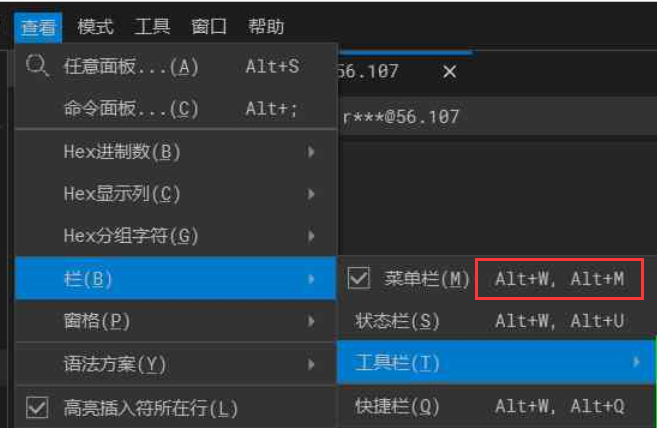 查看 模式 工具 窗口 帮助
任意面板...(A) Alt+S
56.107 ×
命令面板...(C) Alt+;
r***@56.107
Hex进制数(B)
Hex显示列(C)
Hex分组字符(G)
栏(B)
菜单栏(M) Alt+W, Alt+M
窗格(P)
状态栏(S) Alt+W, Alt+U
语法方案(Y)
工具栏(T)
高亮插入符所在行(L)
快捷栏(Q) Alt+W, Alt+Q